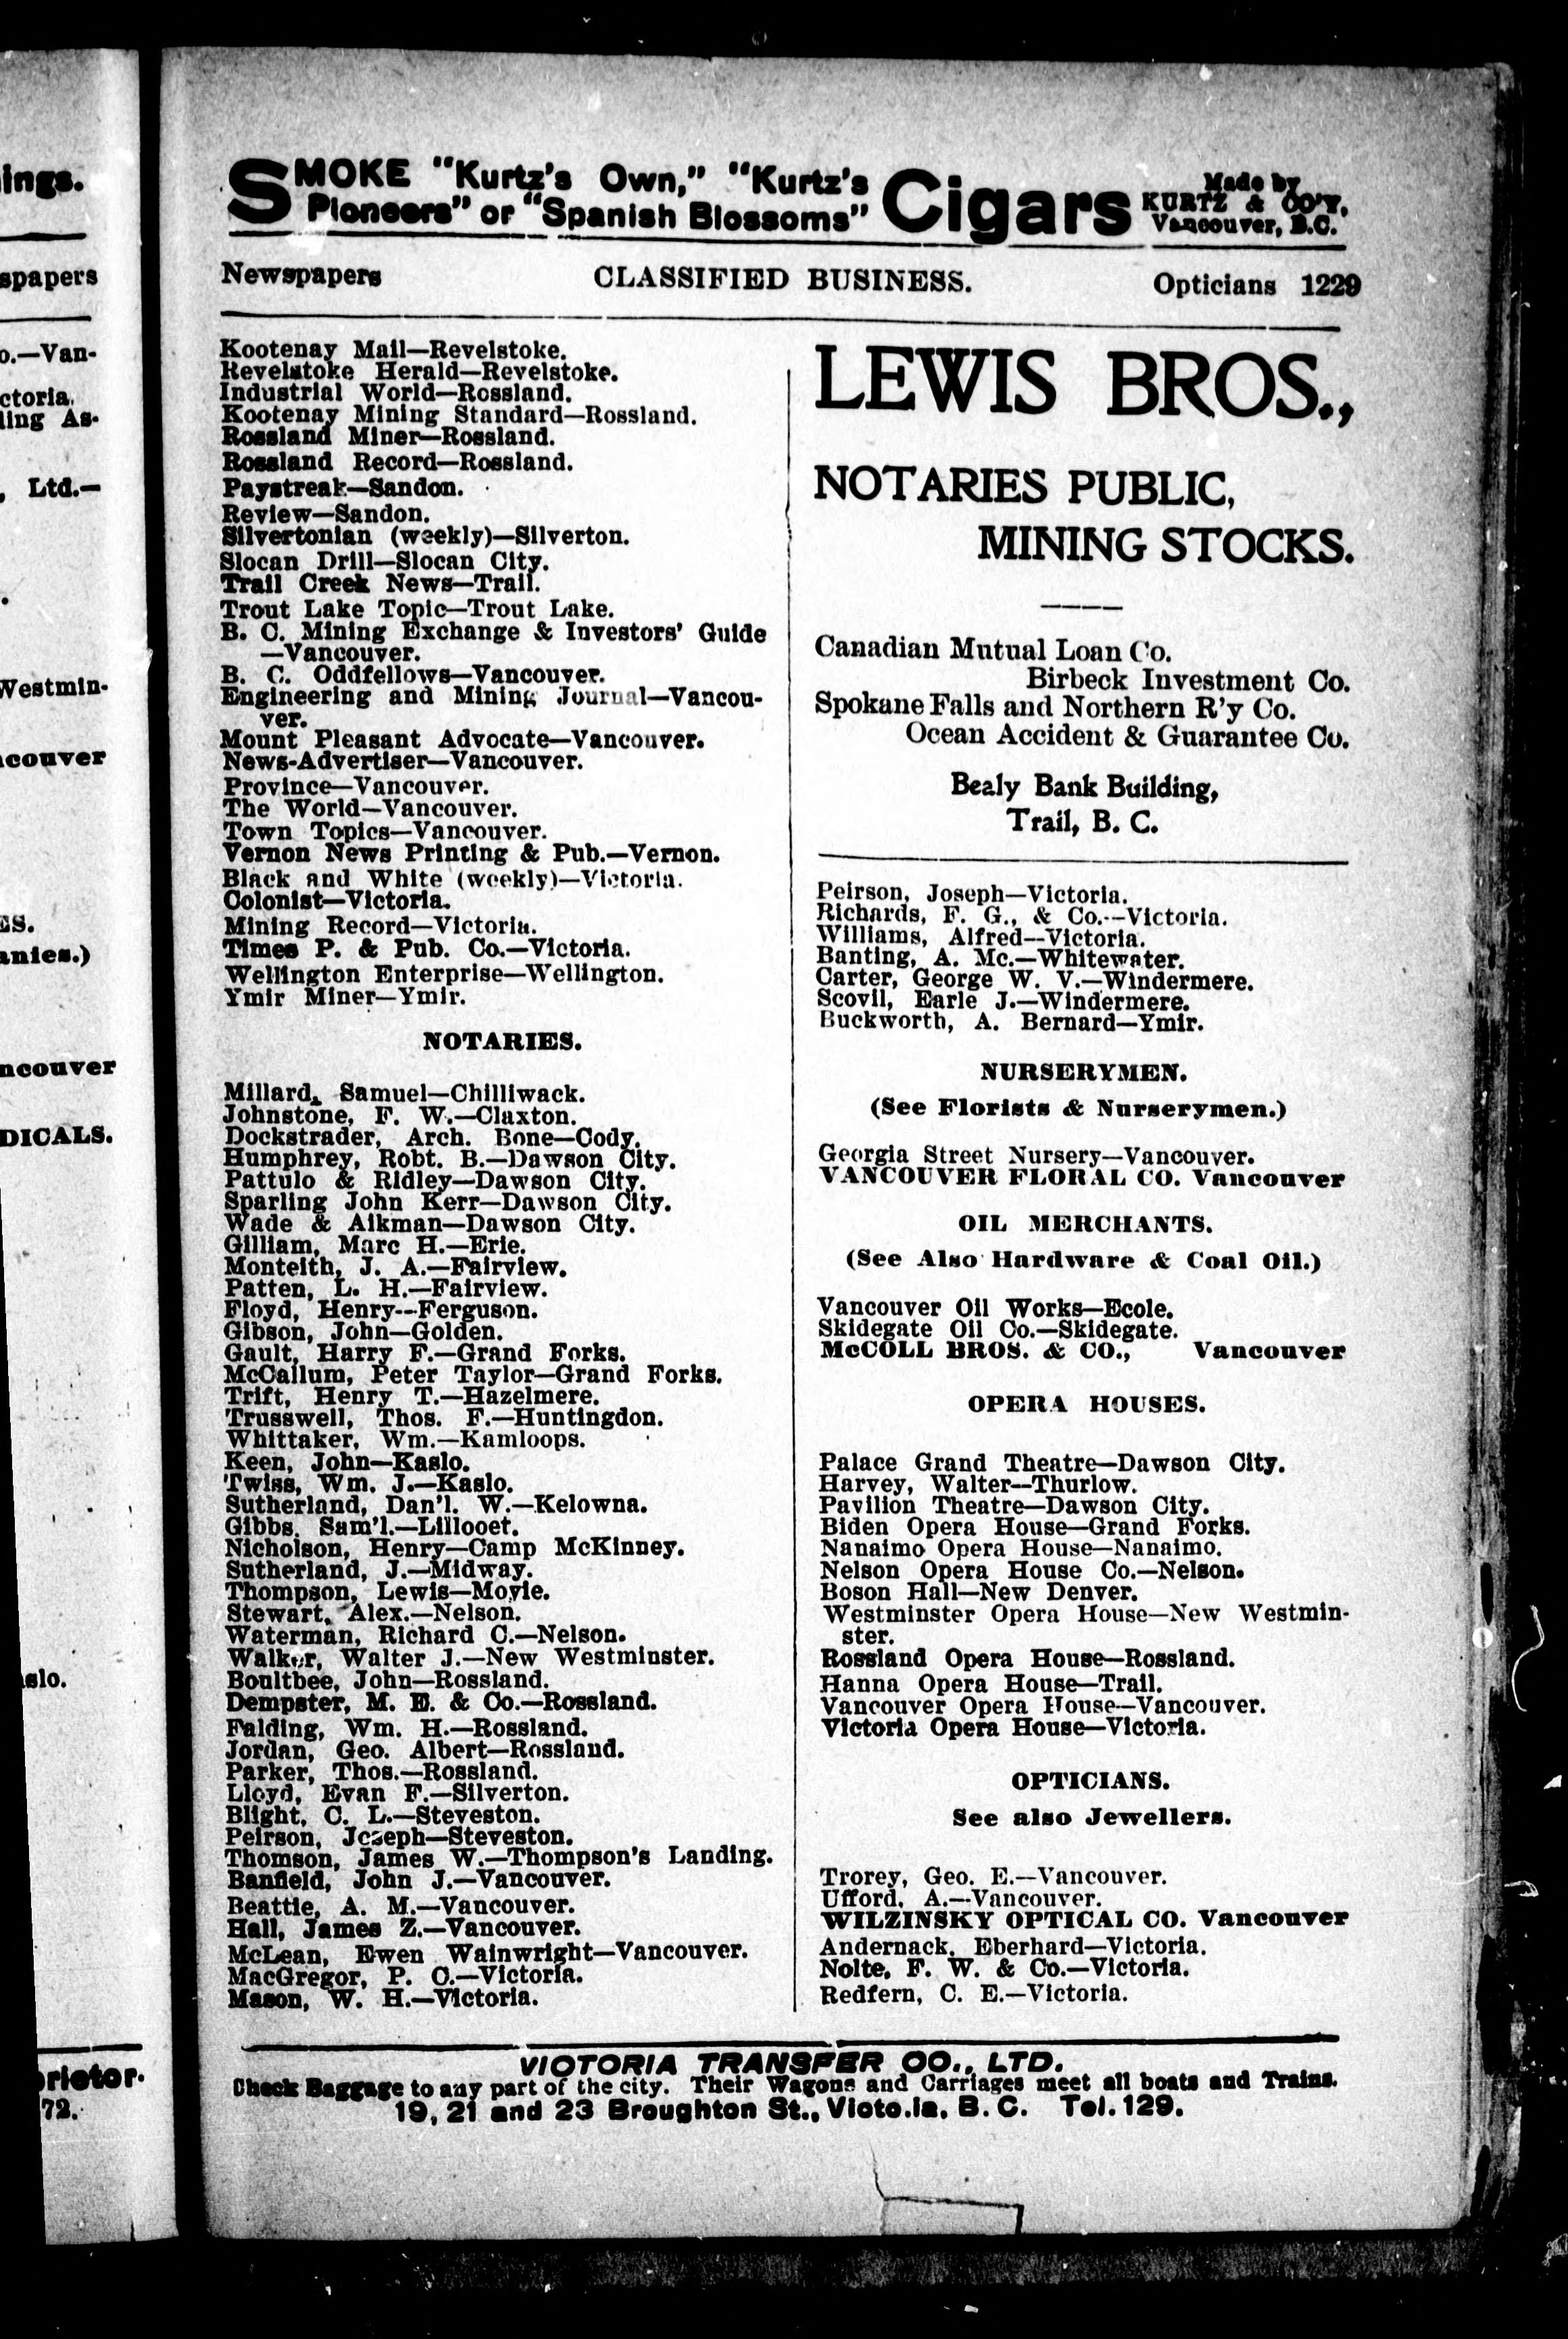 ings.
spapers
o.—Van-
ctoria.
ling As-
, Ltd.—
Westmin-
ncouver
ES.
anies.)
ncouver
DICALS.
aslo.
rietor.
72.
SMOKE "Kurtz's Own," "Kurtz's
Pioneers" or "Spanish Blossoms" Cigars
Made by
KURTZ & CO'Y,
Vancouver, B.C.
Newspapers CLASSIFIED BUSINESS. Opticians 1229
Kootenay Mail—Revelstoke.
Revelstoke Herald—Revelstoke.
Industrial World—Rossland.
Kootenay Mining Standard—Rossland.
Rossland Miner—Rossland.
Rossland Record—Rossland.
Paystreak—Sandon.
Review—Sandon.
Silvertonian (weekly)—Silverton.
Slocan Drill—Slocan City.
Trail Creek News—Trail.
Trout Lake Topic—Trout Lake.
B. C. Mining Exchange & Investors' Guide
—Vancouver.
B. C. Oddfellows—Vancouver.
Engineering and Mining Journal—Vancou-
ver.
Mount Pleasant Advocate—Vancouver.
News-Advertiser—Vancouver.
Province—Vancouver.
The World—Vancouver.
Town Topics—Vancouver.
Vernon News Printing & Pub.—Vernon.
Black and White (weekly)—Victoria.
Colonist—Victoria.
Mining Record—Victoria.
Times P. & Pub. Co.—Victoria.
Wellington Enterprise—Wellington.
Ymir Miner—Ymir.
NOTARIES.
Millard, Samuel—Chilliwack.
Johnstone, F. W.—Claxton.
Dockstrader, Arch. Bone—Cody.
Humphrey, Robt. B.—Dawson City.
Pattulo & Ridley—Dawson City.
Sparling John Kerr—Dawson City.
Wade & Aikman—Dawson City.
Gilliam, Marc H.—Erie.
Monteith, J. A.—Fairview.
Patten, L. H.—Fairview.
Floyd, Henry—Ferguson.
Gibson, John—Golden.
Gault, Harry F.—Grand Forks.
McCallum, Peter Taylor—Grand Forks.
Trift, Henry T.—Hazelmere.
Trusswell, Thos. F.—Huntingdon.
Whittaker, Wm.—Kamloops.
Keen, John—Kaslo.
Twiss, Wm. J.—Kaslo.
Sutherland, Dan'l. W.—Kelowna.
Gibbs, Sam'l.—Lillooet.
Nicholson, Henry—Camp McKinney.
Sutherland, J.—Midway.
Thompson, Lewis—Moyie.
Stewart, Alex.—Nelson.
Waterman, Richard C.—Nelson.
Walker, Walter J.—New Westminster.
Boultbee, John—Rossland.
Dempster, M. E. & Co.—Rossland.
Falding, Wm. H.—Rossland.
Jordan, Geo. Albert—Rossland.
Parker, Thos.—Rossland.
Lloyd, Evan F.—Silverton.
Blight, C. L.—Steveston.
Peirson, Joseph—Steveston.
Thomson, James W.—Thompson's Landing.
Banfield, John J.—Vancouver.
Beattie, A. M.—Vancouver.
Hall, James Z.—Vancouver.
McLean, Ewen Wainwright—Vancouver.
MacGregor, P. C.—Victoria.
Mason, W. H.—Victoria.
LEWIS BROS.,
NOTARIES PUBLIC,
MINING STOCKS.
Canadian Mutual Loan Co.
Birbeck Investment Co.
Spokane Falls and Northern R'y Co.
Ocean Accident & Guarantee Co.
Bealy Bank Building,
Trail, B. C.
Peirson, Joseph—Victoria.
Richards, F. G., & Co.—Victoria.
Williams, Alfred—Victoria.
Banting, A. Mc.—Whitewater.
Carter, George W. V.—Windermere.
Scovil, Earle J.—Windermere.
Buckworth, A. Bernard—Ymir.
NURSERYMEN.
(See Florists & Nurserymen.)
Georgia Street Nursery—Vancouver.
VANCOUVER FLORAL CO. Vancouver
OIL MERCHANTS.
(See Also Hardware & Coal Oil.)
Vancouver Oil Works—Ecole.
Skidegate Oil Co.—Skidegate.
McCOLL BROS. & CO., Vancouver
OPERA HOUSES.
Palace Grand Theatre—Dawson City.
Harvey, Walter—Thurlow.
Pavilion Theatre—Dawson City.
Biden Opera House—Grand Forks.
Nanaimo Opera House—Nanaimo.
Nelson Opera House Co.—Nelson.
Boson Hall—New Denver.
Westminster Opera House—New Westmin-
ster.
Rossland Opera House—Rossland.
Hanna Opera House—Trail.
Vancouver Opera House—Vancouver.
Victoria Opera House—Victoria.
OPTICIANS.
See also Jewellers.
Trorey, Geo. E.—Vancouver.
Ufford, A.—Vancouver.
WILZINSKY OPTICAL CO. Vancouver
Andernack, Eberhard—Victoria.
Nolte, F. W. & Co.—Victoria.
Redfern, C. E.—Victoria.
VICTORIA TRANSFER CO., LTD.
Check Baggage to any part of the city. Their Wagons and Carriages meet all boats and Trains.
19, 21 and 23 Broughton St., Victoria, B. C. Tel. 129.